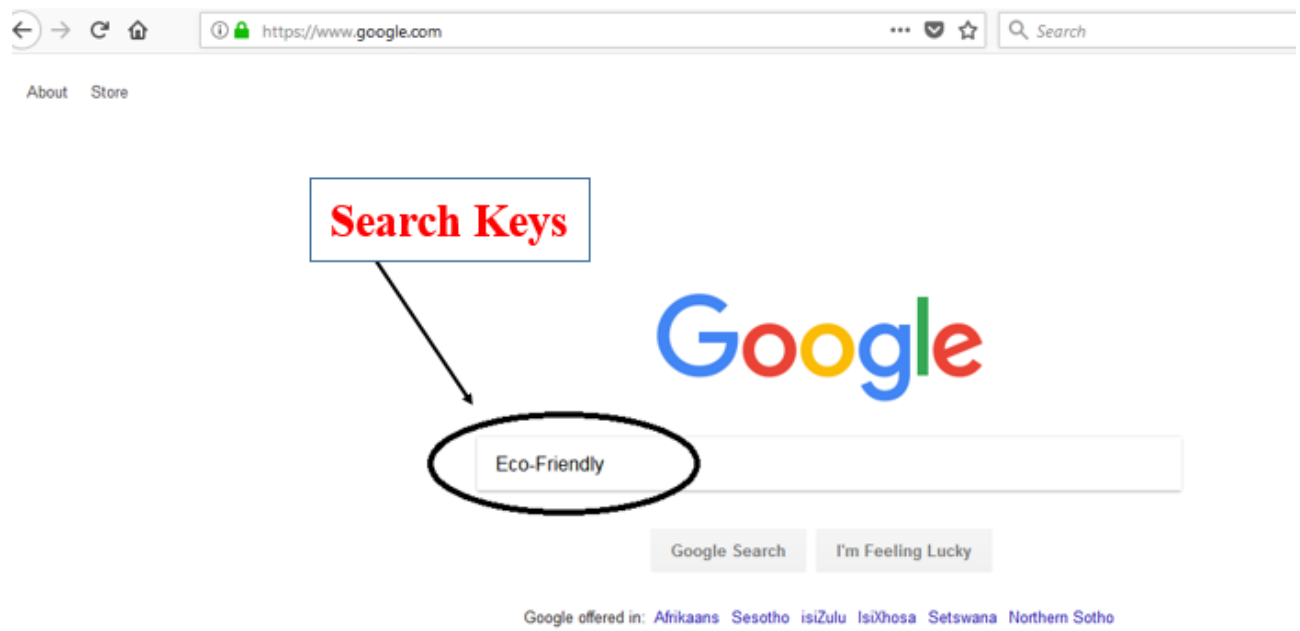 https://www.google.com
Search
About Store
Search Keys
Google
Eco-Friendly
Google Search I'm Feeling Lucky
Google offered in: Afrikaans Sesotho isiZulu IsiXhosa Setswana Northern Sotho